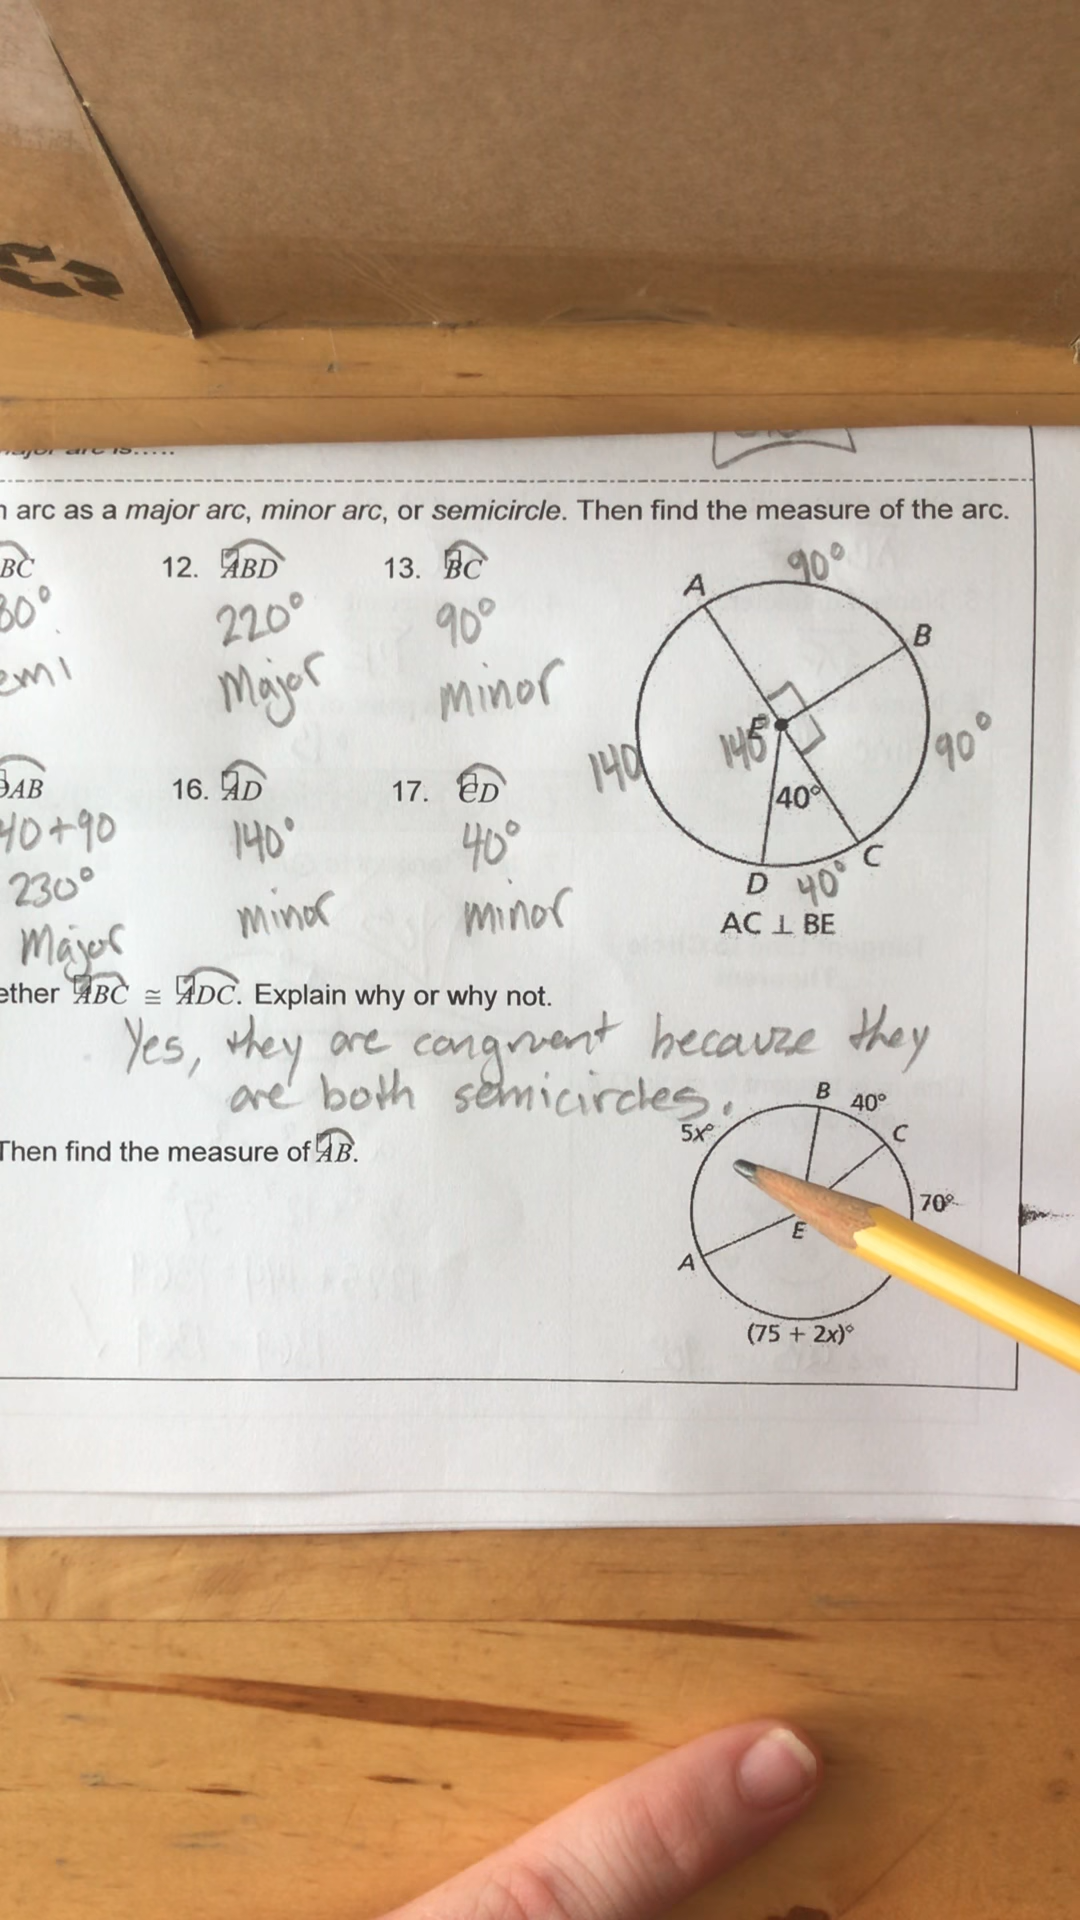 arc as a major arc, minor arc, or semicircle. Then find the measure of the arc.
BC 12. ABD 13. BC
80° 220° 90°
emi Major minor
AB 16. AD 17. CD
40+90 140° 40°
230° minor minor
Major
90°
A
B
E
140
140°
90°
40°
C
D 40°
AC ⊥ BE
ether ABC ≅ ADC. Explain why or why not.
Yes, they are congruent because they
are both semicircles.
Then find the measure of AB.
B 40°
5x° C
70°
E
A
(75 + 2x)°